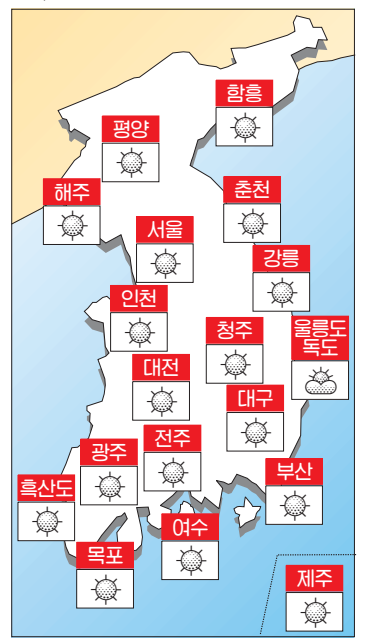 함흥
평양
해주
춘천
서울
강릉
인천
청주
울릉도
독도
대전
대구
전주
광주
부산
흑산도
여수
목포
제주